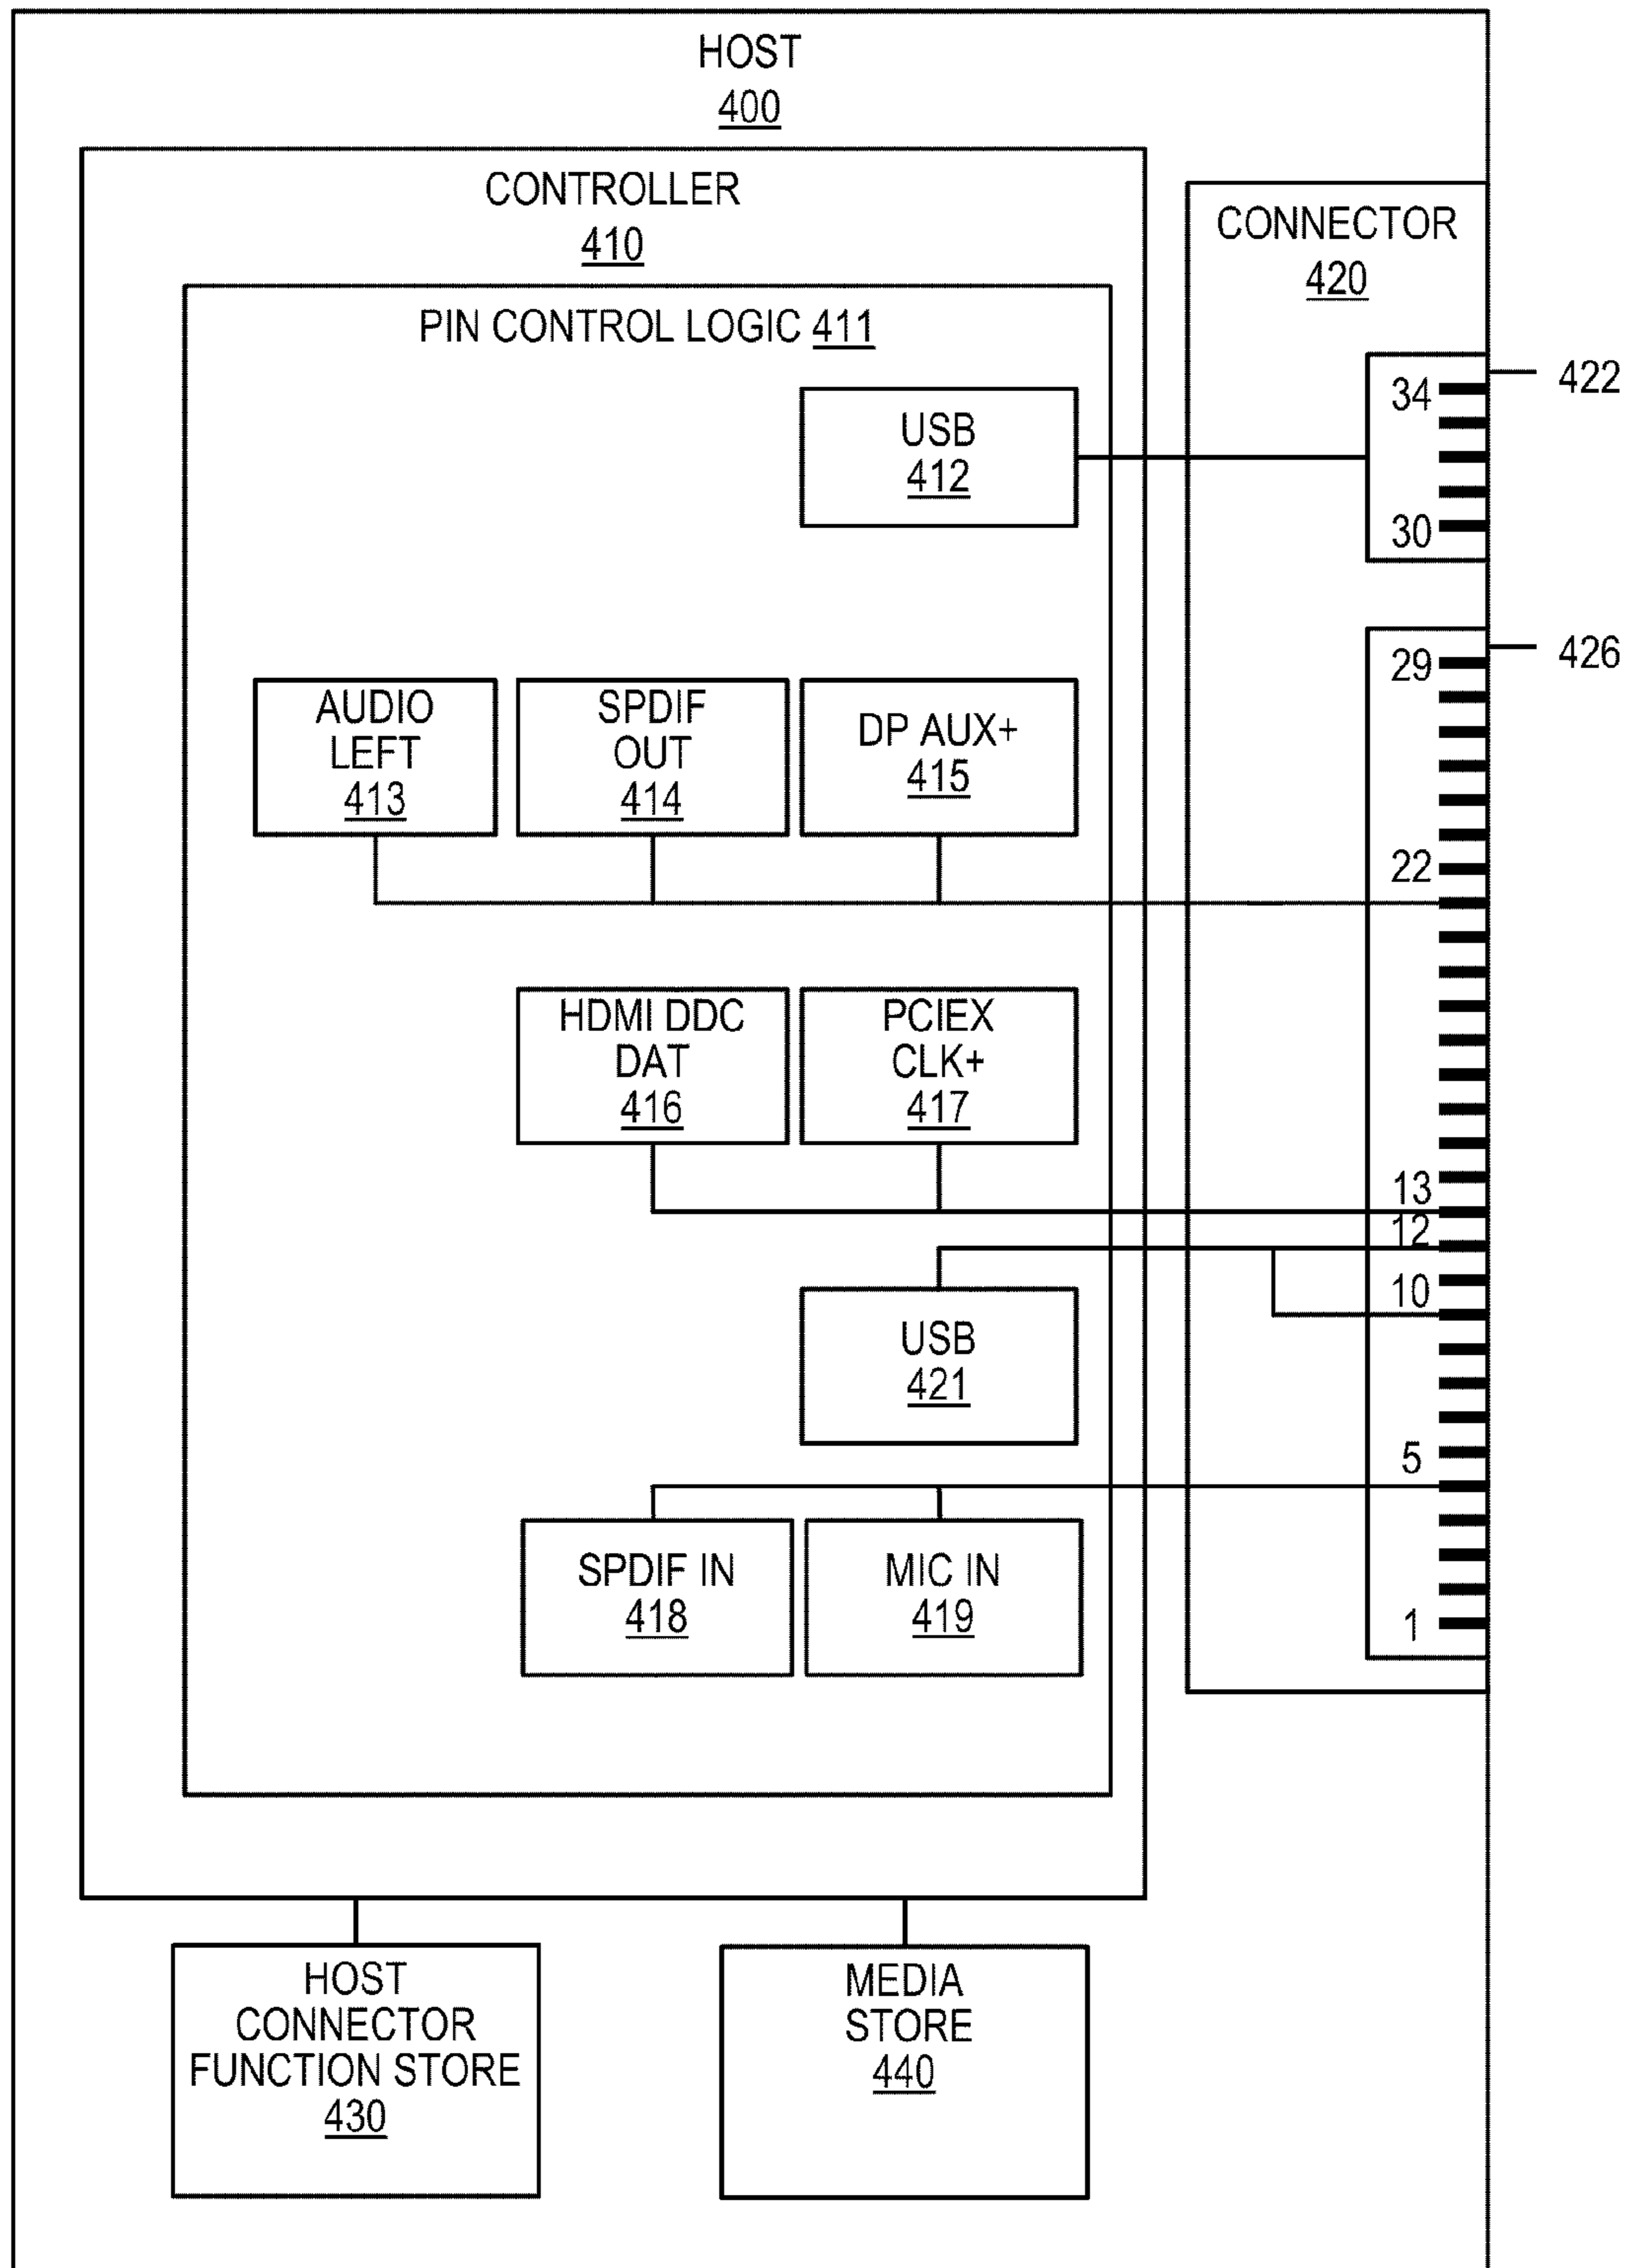 HOST
400
CONTROLLER
410
PIN CONTROL LOGIC 411
USB
412
AUDIO
LEFT
413
SPDIF
OUT
414
DP AUX+
415
HDMI DDC
DAT
416
PCIEX
CLK+
417
USB
421
SPDIF IN
418
MIC IN
419
CONNECTOR
420
34
30
422
29
22
13
12
10
5
1
426
HOST
CONNECTOR
FUNCTION STORE
430
MEDIA
STORE
440